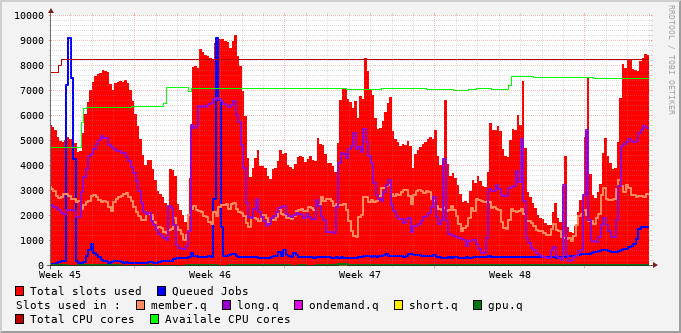 10000
9000
8000
7000
6000
5000
4000
3000
2000
1000
0
Week 45 Week 46 Week 47 Week 48
RRDTOOL / TOBI OETIKER
Total slots used Queued Jobs
Slots used in : member.q long.q ondemand.q short.q gpu.q
Total CPU cores Availale CPU cores